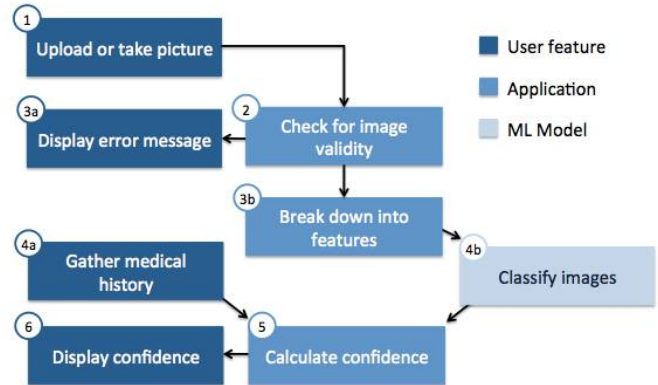 1
Upload or take picture
User feature
Application
ML Model
3a
Display error message
2
Check for image
validity
3b
Break down into
features
4a
Gather medical
history
4b
Classify images
6
Display confidence
5
Calculate confidence